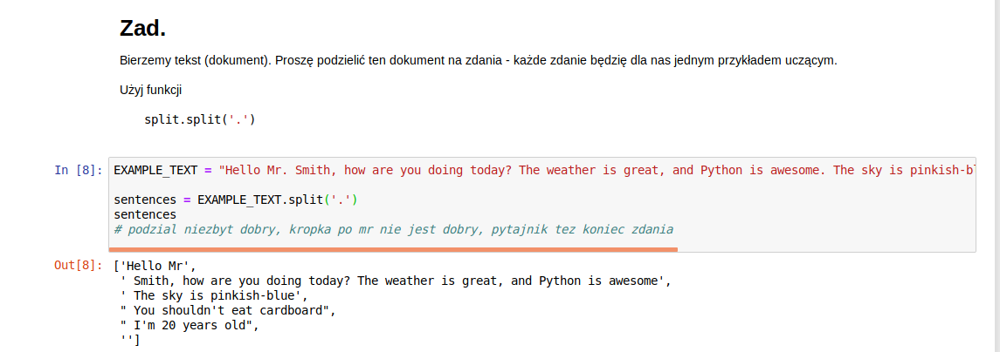 Zad.
Bierzemy tekst (dokument). Proszę podzielić ten dokument na zdania - każde zdanie będzię dla nas jednym przykładem uczącym.
Użyj funkcji
split.split('.')
In [8]: EXAMPLE_TEXT = "Hello Mr. Smith, how are you doing today? The weather is great, and Python is awesome. The sky is pinkish-bl
sentences = EXAMPLE_TEXT.split('.')
sentences
# podzial niezbyt dobry, kropka po mr nie jest dobry, pytajnik tez koniec zdania
Out[8]: ['Hello Mr',
' Smith, how are you doing today? The weather is great, and Python is awesome',
' The sky is pinkish-blue',
" You shouldn't eat cardboard",
" I'm 20 years old",
'']